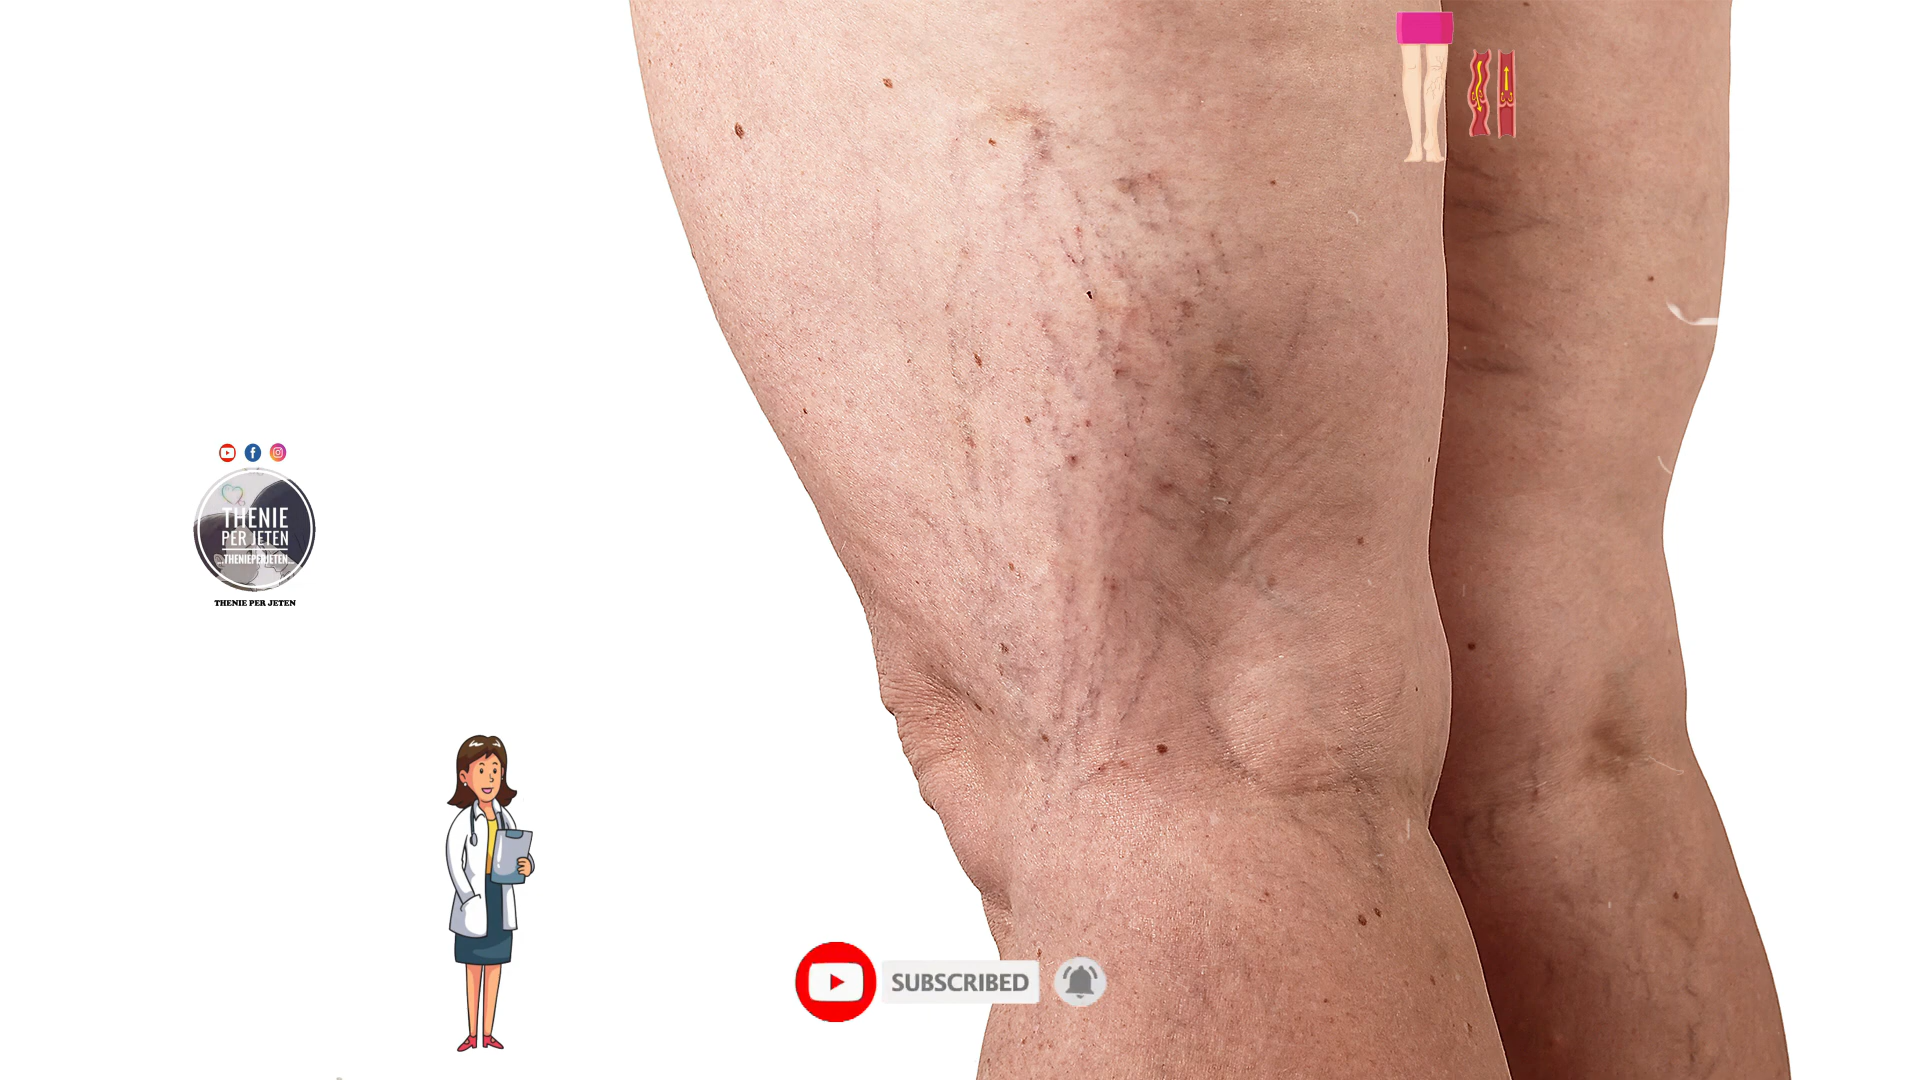 THENIE
PER JETEN
THENIEPERJETEN
THENIE PER JETEN
SUBSCRIBED